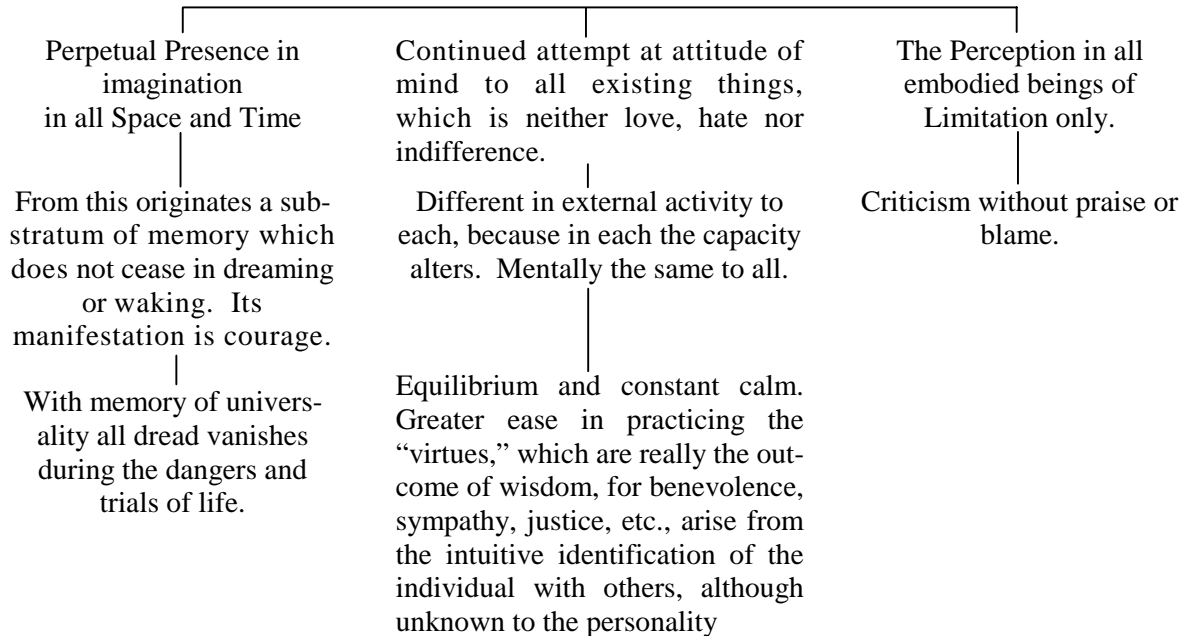 Perpetual Presence in
imagination
in all Space and Time
From this originates a sub-
stratum of memory which
does not cease in dreaming
or waking. Its
manifestation is courage.
With memory of univers-
ality all dread vanishes
during the dangers and
trials of life.
Continued attempt at attitude of
mind to all existing things,
which is neither love, hate nor
indifference.
Different in external activity to
each, because in each the capacity
alters. Mentally the same to all.
Equilibrium and constant calm.
Greater ease in practicing the
“virtues,” which are really the out-
come of wisdom, for benevolence,
sympathy, justice, etc., arise from
the intuitive identification of the
individual with others, although
unknown to the personality
The Perception in all
embodied beings of
Limitation only.
Criticism without praise or
blame.